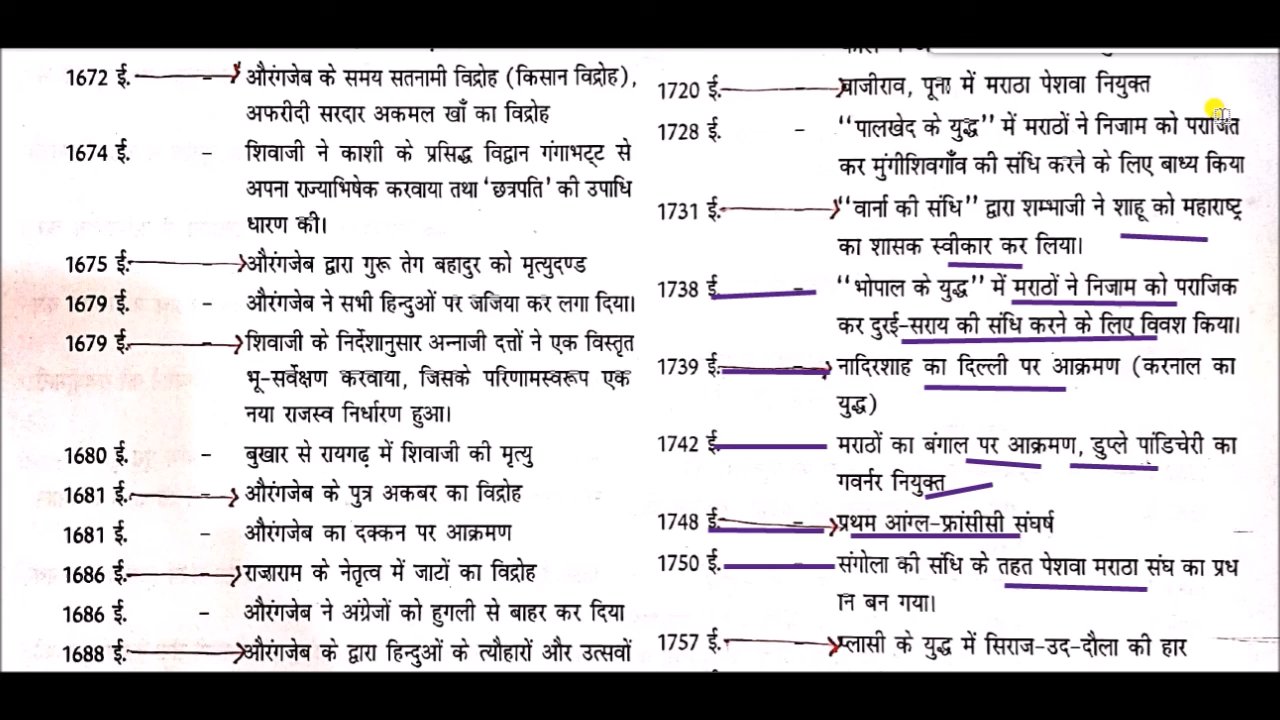 1672 ई. - औरंगजेब के समय सतनामी विद्रोह (किसान विद्रोह),
अफरीदी सरदार अकमल खाँ का विद्रोह
1674 ई. - शिवाजी ने काशी के प्रसिद्ध विद्वान गंगाभट्ट से
अपना राज्याभिषेक करवाया तथा 'छत्रपति' की उपाधि
धारण की।
1675 ई. - औरंगजेब द्वारा गुरू तेग बहादुर को मृत्युदण्ड
1679 ई. - औरंगजेब ने सभी हिन्दुओं पर जजिया कर लगा दिया।
1679 ई. - शिवाजी के निर्देशानुसार अन्नाजी दत्तों ने एक विस्तृत
भू-सर्वेक्षण करवाया, जिसके परिणामस्वरूप एक
नया राजस्व निर्धारण हुआ।
1680 ई. - बुखार से रायगढ़ में शिवाजी की मृत्यु
1681 ई. - औरंगजेब के पुत्र अकबर का विद्रोह
1681 ई. - औरंगजेब का दक्कन पर आक्रमण
1686 ई. - राजाराम के नेतृत्व में जाटों का विद्रोह
1686 ई. - औरंगजेब ने अंग्रेजों को हुगली से बाहर कर दिया
1688 ई. - औरंगजेब के द्वारा हिन्दुओं के त्यौहारों और उत्सवों
1720 ई. - बाजीराव, पूना में मराठा पेशवा नियुक्त
1728 ई. - "पालखेद के युद्ध" में मराठों ने निजाम को पराजित
कर मुंगीशिवगाँव की संधि करने के लिए बाध्य किया
1731 ई. - "वार्ना की संधि" द्वारा शम्भाजी ने शाहू को महाराष्ट्र
का शासक स्वीकार कर लिया।
1738 ई. - "भोपाल के युद्ध" में मराठों ने निजाम को पराजिक
कर दुरई-सराय की संधि करने के लिए विवश किया।
1739 ई. - नादिरशाह का दिल्ली पर आक्रमण (करनाल का
युद्ध)
1742 ई. - मराठों का बंगाल पर आक्रमण, डुप्ले पांडिचेरी का
गवर्नर नियुक्त
1748 ई. - प्रथम आंग्ल-फ्रांसीसी संघर्ष
1750 ई. - संगोला की संधि के तहत पेशवा मराठा संघ का प्रध
नि बन गया।
1757 ई. - प्लासी के युद्ध में सिराज-उद-दौला की हार